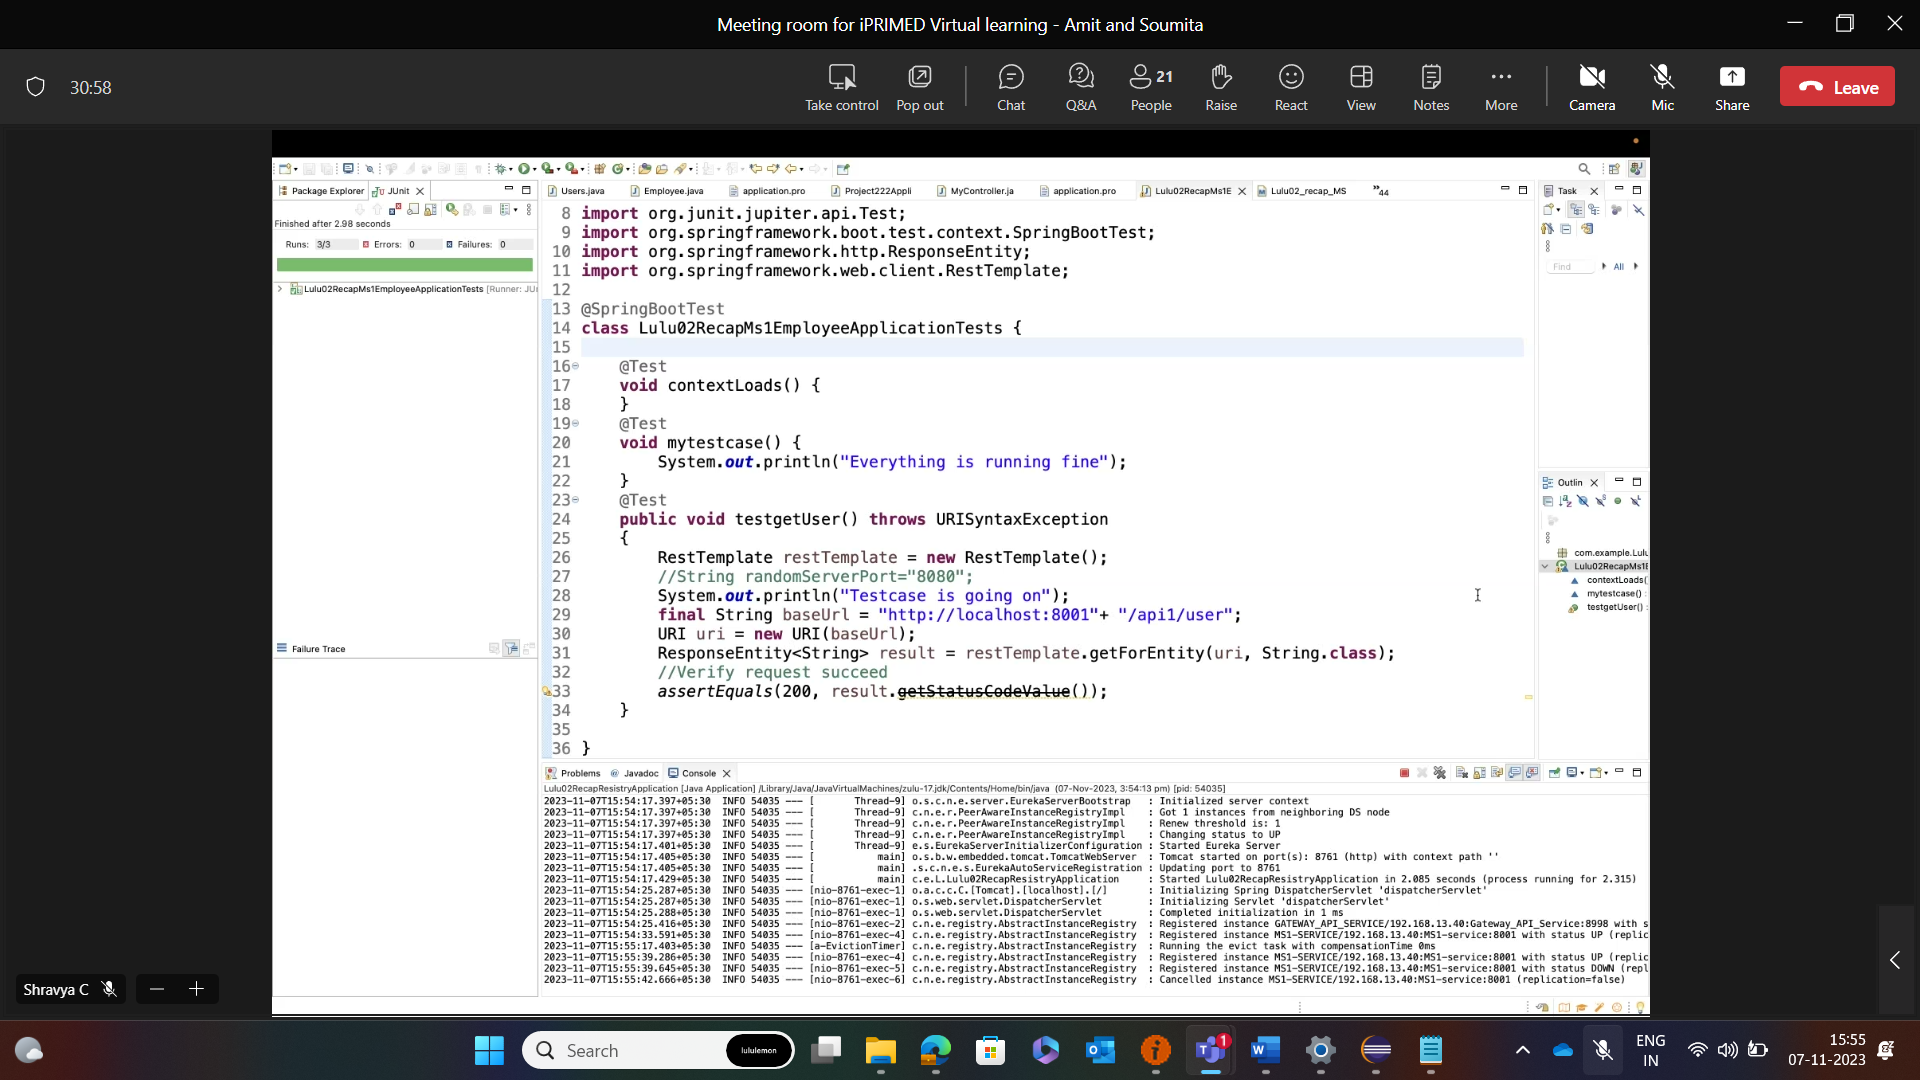 Meeting room for iPRIMED Virtual learning - Amit and Soumita
30:58
Take control
Pop out
Chat
Q&A
21
People
Raise
React
View
Notes
More
Camera
Mic
Share
Leave
Package Explorer
JUnit
Finished after 2.98 seconds
Runs: 3/3 Errors: 0 Failures: 0
Lulu02RecapMs1EmployeeApplicationTests [Runner: JU
Failure Trace
Users.java
Employee.java
application.pro
Project222Appli
MyController.ja
application.pro
Lulu02RecapMs1E
Lulu02_recap_MS
44
8 import org.junit.jupiter.api.Test;
9 import org.springframework.boot.test.context.SpringBootTest;
10 import org.springframework.http.ResponseEntity;
11 import org.springframework.web.client.RestTemplate;
12
13 @SpringBootTest
14 class Lulu02RecapMs1EmployeeApplicationTests {
15
16 @Test
17 void contextLoads() {
18 }
19 @Test
20 void mytestcase() {
21 System.out.println("Everything is running fine");
22 }
23 @Test
24 public void testgetUser() throws URISyntaxException
25 {
26 RestTemplate restTemplate = new RestTemplate();
27 //String randomServerPort="8080";
28 System.out.println("Testcase is going on");
29 final String baseUrl = "http://localhost:8001"+ "/api1/user";
30 URI uri = new URI(baseUrl);
31 ResponseEntity<String> result = restTemplate.getForEntity(uri, String.class);
32 //Verify request succeed
33 assertEquals(200, result.getStatusCodeValue());
34 }
35
36 }
Task
Find
All
Outlin
com.example.Lulu
Lulu02RecapMs1E
contextLoads(
mytestcase() :
testgetUser() :
Problems
Javadoc
Console
Lulu02RecapResistryApplication [Java Application] /Library/Java/JavaVirtualMachines/zulu-17.jdk/Contents/Home/bin/java (07-Nov-2023, 3:54:13 pm) [pid: 54035]
2023-11-07T15:54:17.397+05:30 INFO 54035 --- [ Thread-9] o.s.c.n.e.server.EurekaServerBootstrap : Initialized server context
2023-11-07T15:54:17.397+05:30 INFO 54035 --- [ Thread-9] c.n.e.r.PeerAwareInstanceRegistryImpl : Got 1 instances from neighboring DS node
2023-11-07T15:54:17.397+05:30 INFO 54035 --- [ Thread-9] c.n.e.r.PeerAwareInstanceRegistryImpl : Renew threshold is: 1
2023-11-07T15:54:17.397+05:30 INFO 54035 --- [ Thread-9] c.n.e.r.PeerAwareInstanceRegistryImpl : Changing status to UP
2023-11-07T15:54:17.401+05:30 INFO 54035 --- [ Thread-9] e.s.EurekaServerInitializerConfiguration : Started Eureka Server
2023-11-07T15:54:17.405+05:30 INFO 54035 --- [ main] o.s.b.w.embedded.tomcat.TomcatWebServer : Tomcat started on port(s): 8761 (http) with context path ''
2023-11-07T15:54:17.405+05:30 INFO 54035 --- [ main] .s.c.n.e.s.EurekaAutoServiceRegistration : Updating port to 8761
2023-11-07T15:54:17.429+05:30 INFO 54035 --- [ main] c.e.L.Lulu02RecapResistryApplication : Started Lulu02RecapResistryApplication in 2.085 seconds (process running for 2.315)
2023-11-07T15:54:25.287+05:30 INFO 54035 --- [nio-8761-exec-1] o.a.c.c.C.[Tomcat].[localhost].[/] : Initializing Spring DispatcherServlet 'dispatcherServlet'
2023-11-07T15:54:25.287+05:30 INFO 54035 --- [nio-8761-exec-1] o.s.web.servlet.DispatcherServlet : Initializing Servlet 'dispatcherServlet'
2023-11-07T15:54:25.288+05:30 INFO 54035 --- [nio-8761-exec-1] o.s.web.servlet.DispatcherServlet : Completed initialization in 1 ms
2023-11-07T15:54:25.416+05:30 INFO 54035 --- [nio-8761-exec-2] c.n.e.registry.AbstractInstanceRegistry : Registered instance GATEWAY_API_SERVICE/192.168.13.40:Gateway_API_Service:8998 with s
2023-11-07T15:54:33.591+05:30 INFO 54035 --- [nio-8761-exec-4] c.n.e.registry.AbstractInstanceRegistry : Registered instance MS1-SERVICE/192.168.13.40:MS1-service:8001 with status UP (replic
2023-11-07T15:55:17.403+05:30 INFO 54035 --- [a-EvictionTimer] c.n.e.registry.AbstractInstanceRegistry : Running the evict task with compensationTime 0ms
2023-11-07T15:55:39.286+05:30 INFO 54035 --- [nio-8761-exec-4] c.n.e.registry.AbstractInstanceRegistry : Registered instance MS1-SERVICE/192.168.13.40:MS1-service:8001 with status UP (replic
2023-11-07T15:55:39.645+05:30 INFO 54035 --- [nio-8761-exec-5] c.n.e.registry.AbstractInstanceRegistry : Registered instance MS1-SERVICE/192.168.13.40:MS1-service:8001 with status DOWN (repl
2023-11-07T15:55:42.666+05:30 INFO 54035 --- [nio-8761-exec-6] c.n.e.registry.AbstractInstanceRegistry : Cancelled instance MS1-SERVICE/192.168.13.40:MS1-service:8001 (replication=false)
Shravya C
Search
lululemon
1
ENG
IN
15:55
07-11-2023